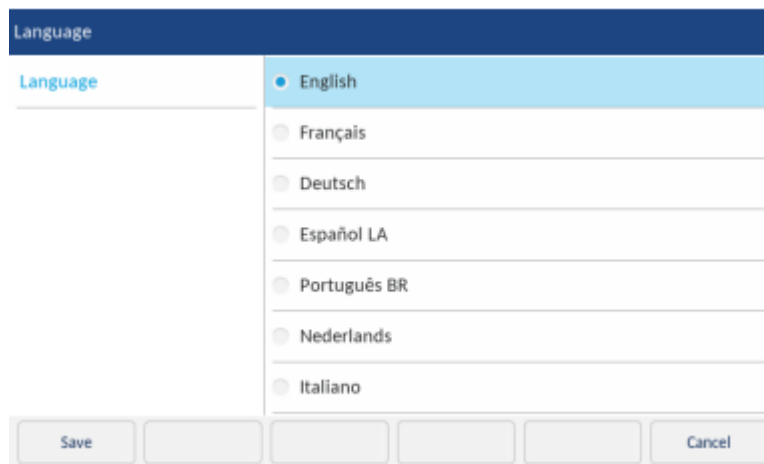 Language
Language
English
Français
Deutsch
Español LA
Português BR
Nederlands
Italiano
Save
Cancel